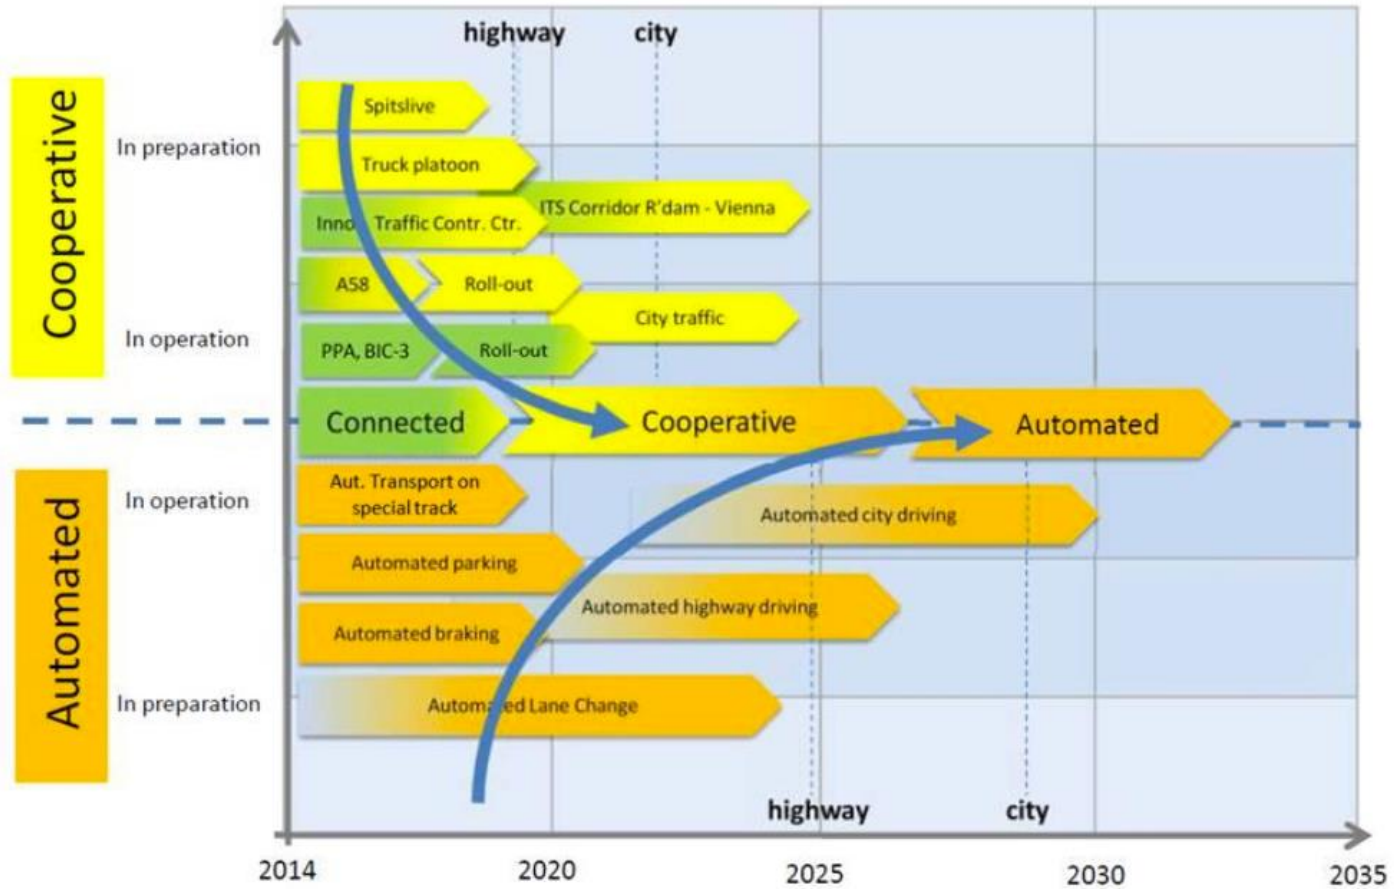 highway
city
Cooperative
Spitslive
In preparation
Truck platoon
ITS Corridor R'dam - Vienna
Inno Traffic Contr. Ctr.
A58
Roll-out
City traffic
In operation
PPA, BIC-3
Roll-out
Connected
Cooperative
Automated
Automated
In operation
Aut. Transport on
special track
Automated city driving
Automated parking
Automated highway driving
Automated braking
In preparation
Automated Lane Change
highway
city
2014
2020
2025
2030
2035